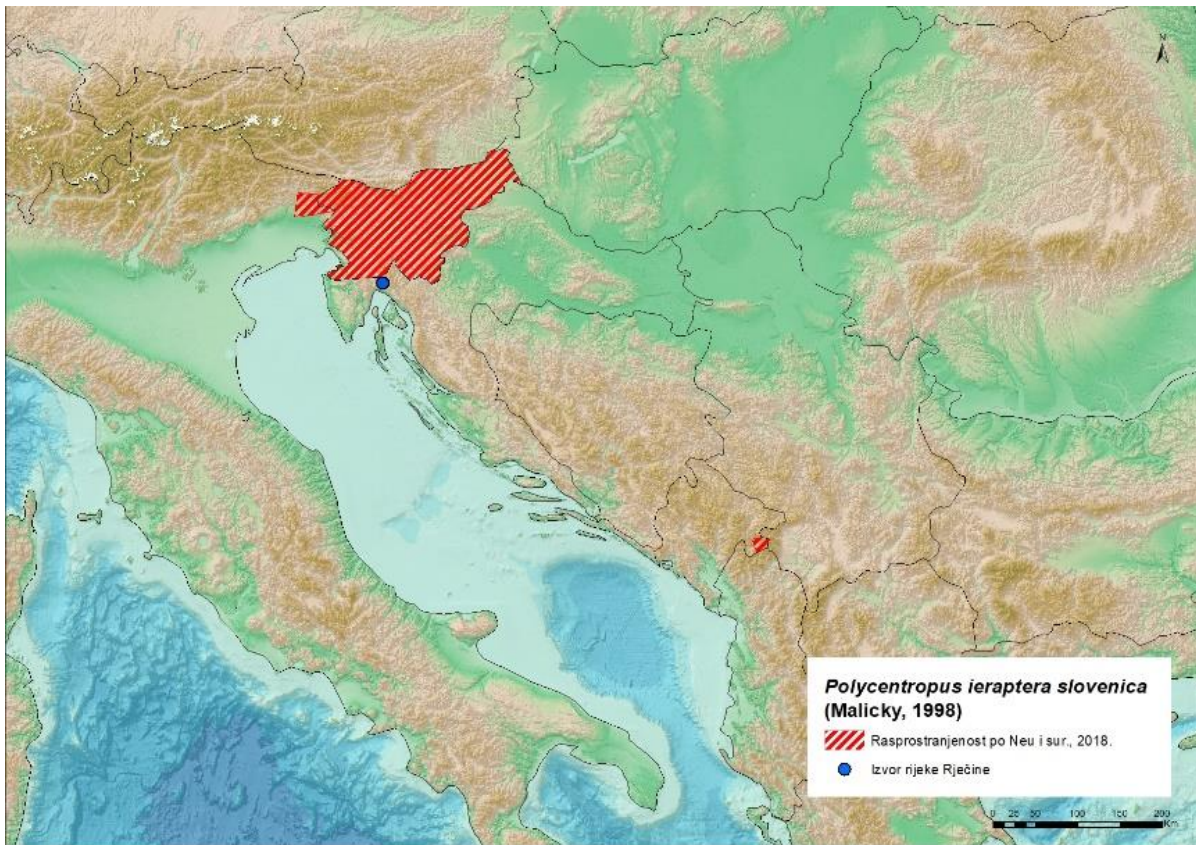 N
Polycentropus ieraptera slovenica
(Malicky, 1998)
Rasprostranjenost po Neu i sur., 2018.
Izvor rijeke Rječine
0 25 50 100 150 200
Km